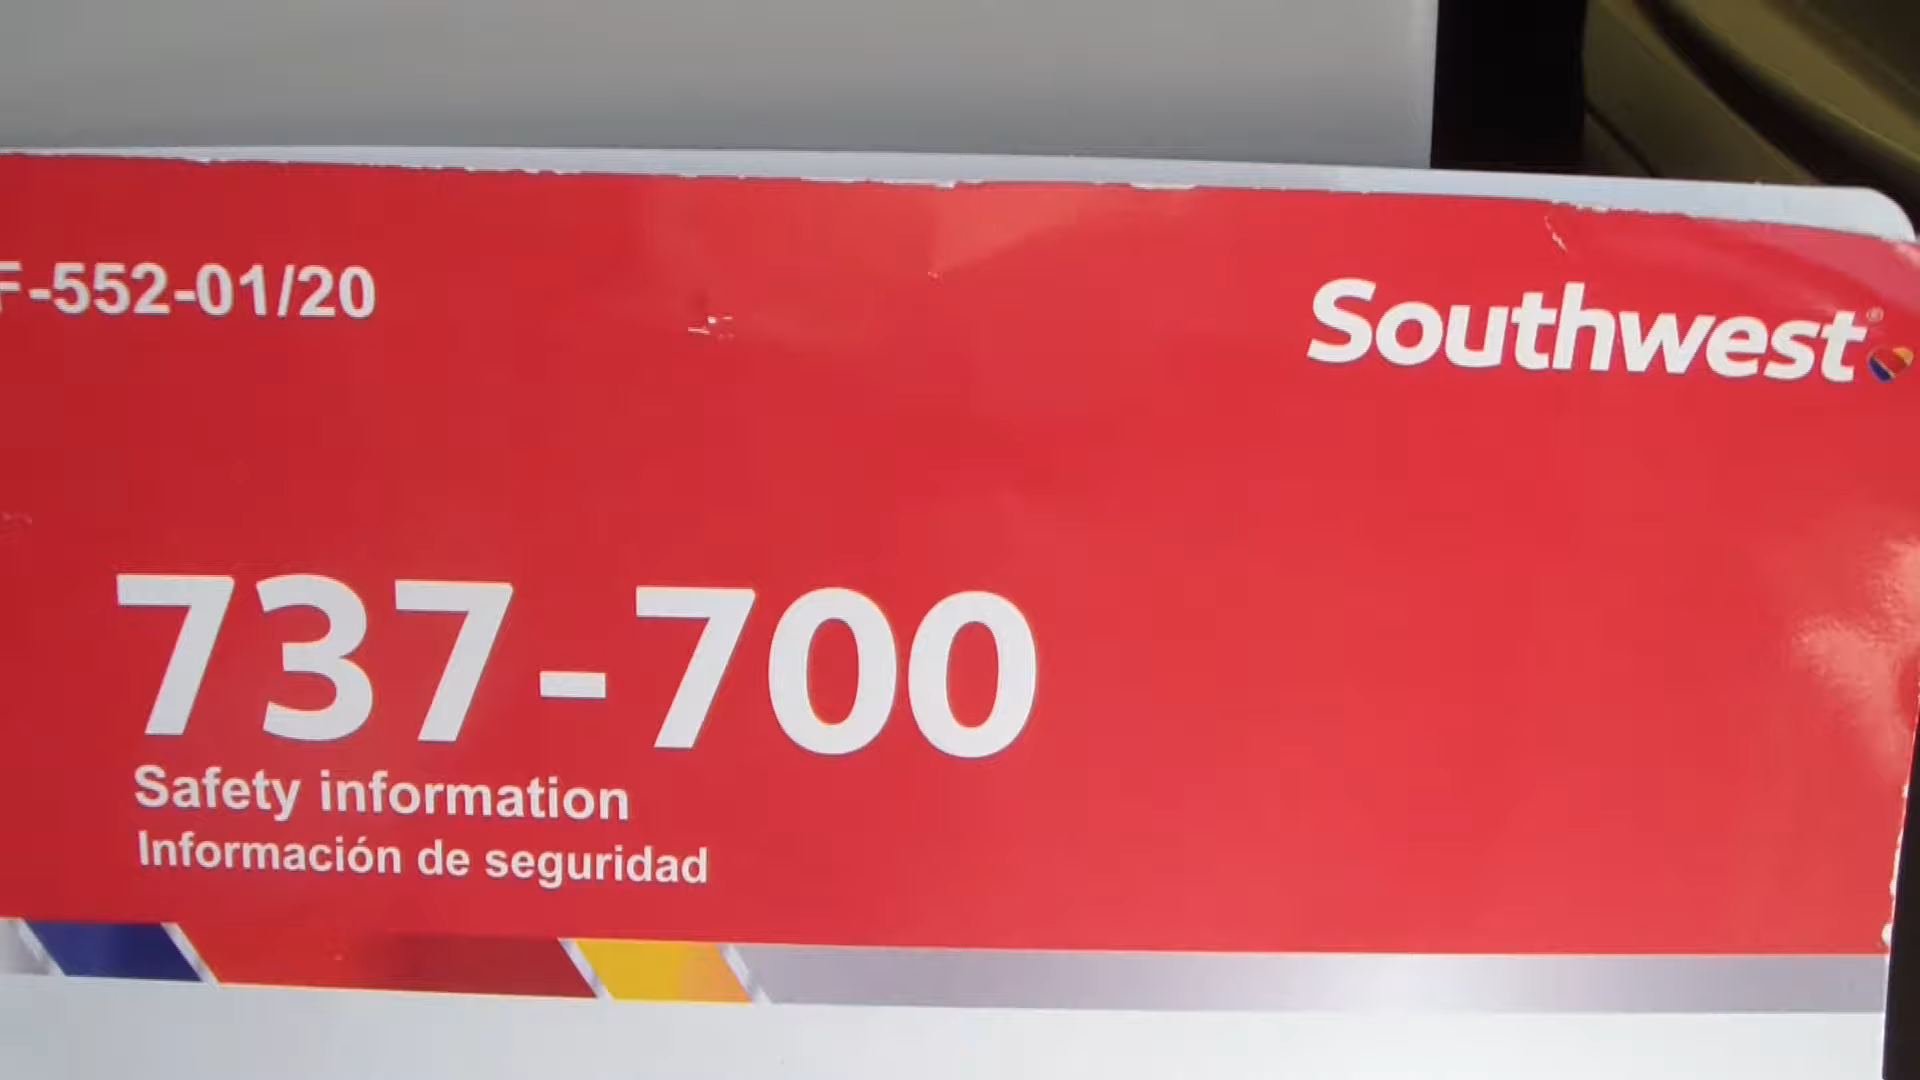 F-552-01/20
Southwest®
737-700
Safety information
Información de seguridad